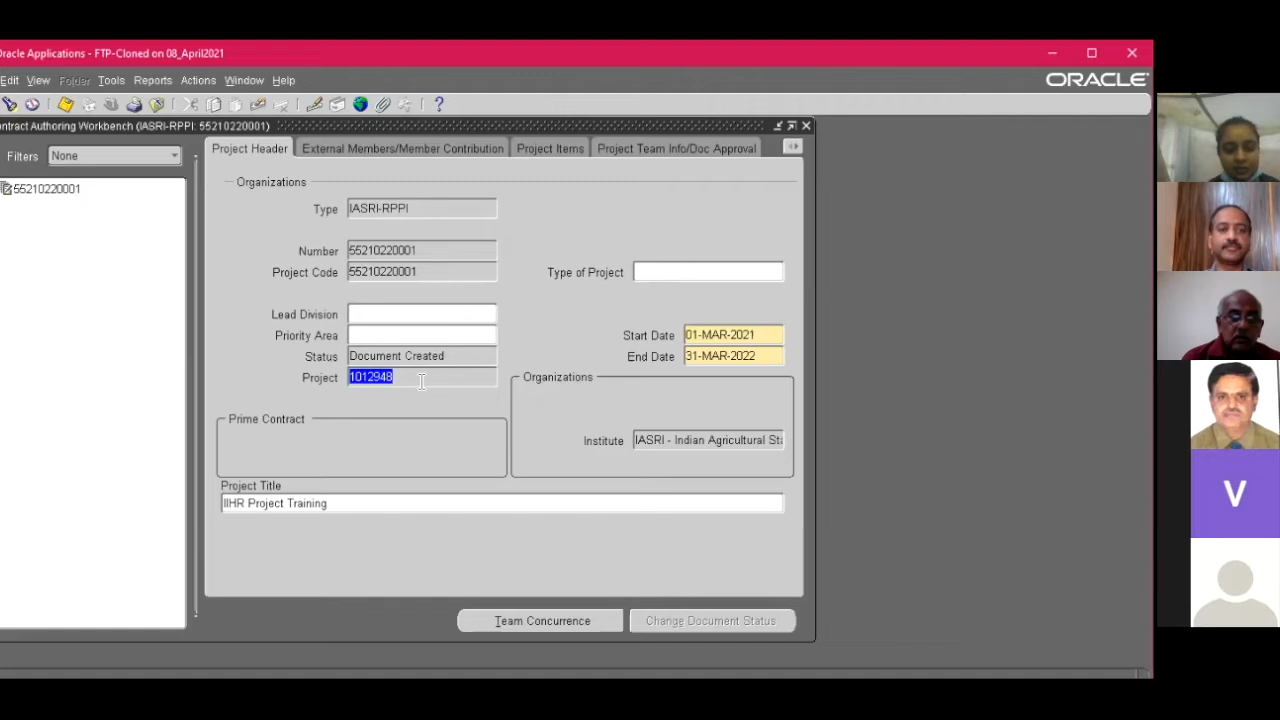 Oracle Applications - FTP-Cloned on 08_April2021
Edit View Folder Tools Reports Actions Window Help
ORACLE
ontract Authoring Workbench (IASRI-RPPI: 55210220001)
Filters None
55210220001
Project Header External Members/Member Contribution Project Items Project Team Info/Doc Approval
Organizations
Type IASRI-RPPI
Number 55210220001
Project Code 55210220001 Type of Project
Lead Division
Priority Area Start Date 01-MAR-2021
Status Document Created End Date 31-MAR-2022
Project 1012948 Organizations
Prime Contract
Institute IASRI - Indian Agricultural Sta
Project Title
IIHR Project Training
Team Concurrence Change Document Status
V